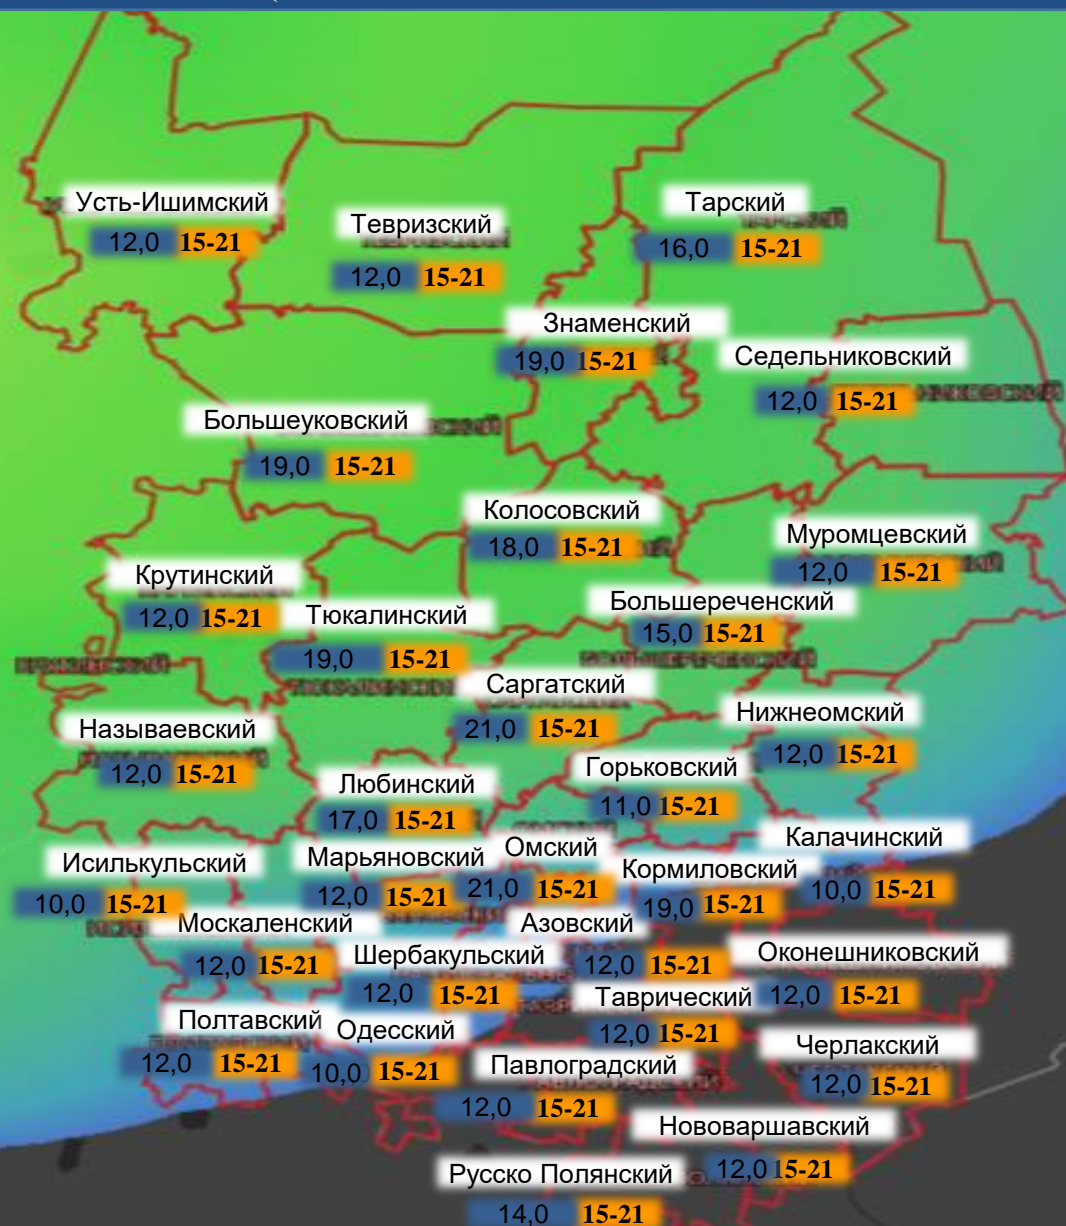 Усть-Ишимский
12,0 15-21
Тевризский
12,0 15-21
Тарский
16,0 15-21
Знаменский
19,0 15-21
Седельниковский
12,0 15-21
Большеуковский
19,0 15-21
Колосовский
18,0 15-21
Муромцевский
12,0 15-21
Крутинский
12,0 15-21
Тюкалинский
19,0 15-21
Большереченский
15,0 15-21
Саргатский
21,0 15-21
Нижнеомский
12,0 15-21
Называевский
12,0 15-21
Горьковский
11,0 15-21
Любинский
17,0 15-21
Калачинский
10,0 15-21
Исилькульский
10,0 15-21
Марьяновский
12,0 15-21
Омский
21,0 15-21
Кормиловский
19,0 15-21
Москаленский
12,0 15-21
Азовский
12,0 15-21
Шербакульский
12,0 15-21
Оконешниковский
12,0 15-21
Таврический
12,0 15-21
Полтавский
12,0 15-21
Одесский
10,0 15-21
Черлакский
12,0 15-21
Павлоградский
12,0 15-21
Нововаршавский
12,0 15-21
Русско Полянский
14,0 15-21